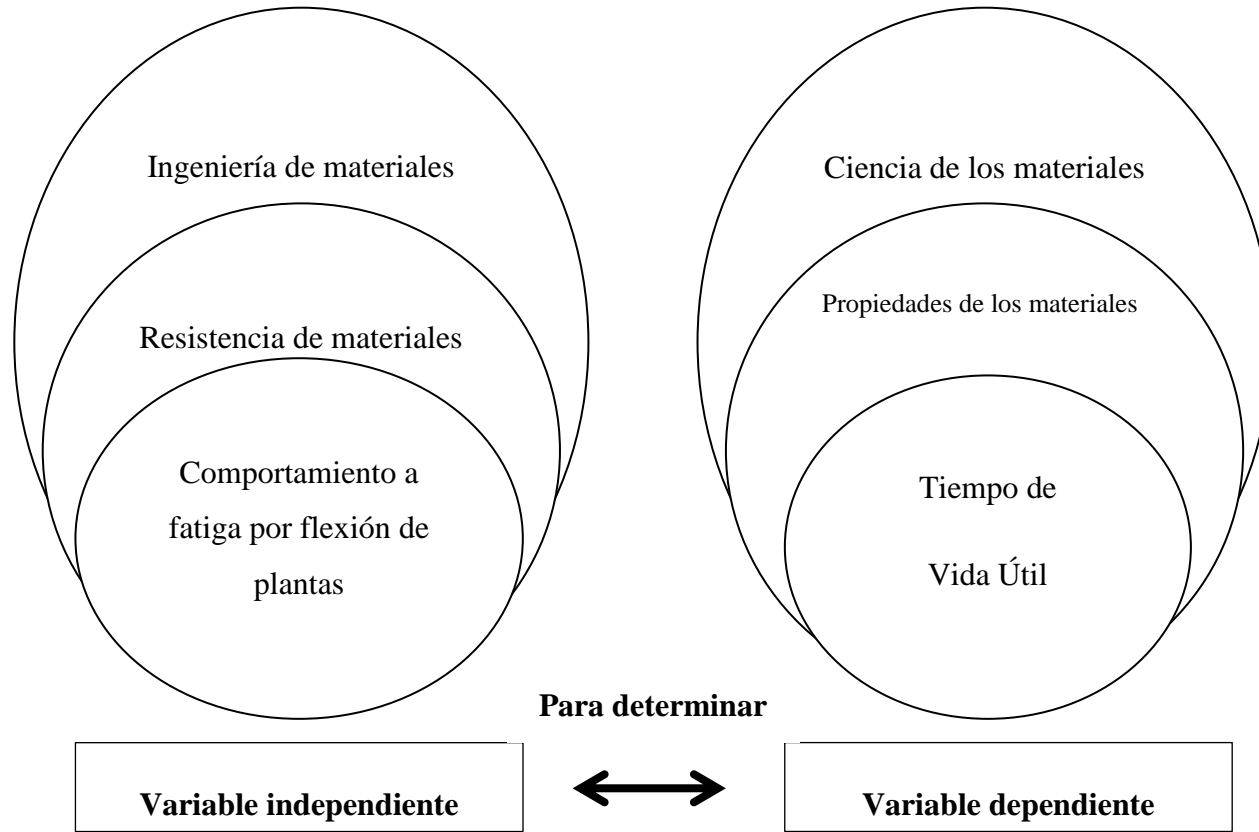 Ingeniería de materiales
Resistencia de materiales
Comportamiento a
fatiga por flexión de
plantas
Ciencia de los materiales
Propiedades de los materiales
Tiempo de
Vida Útil
Para determinar
Variable independiente
Variable dependiente